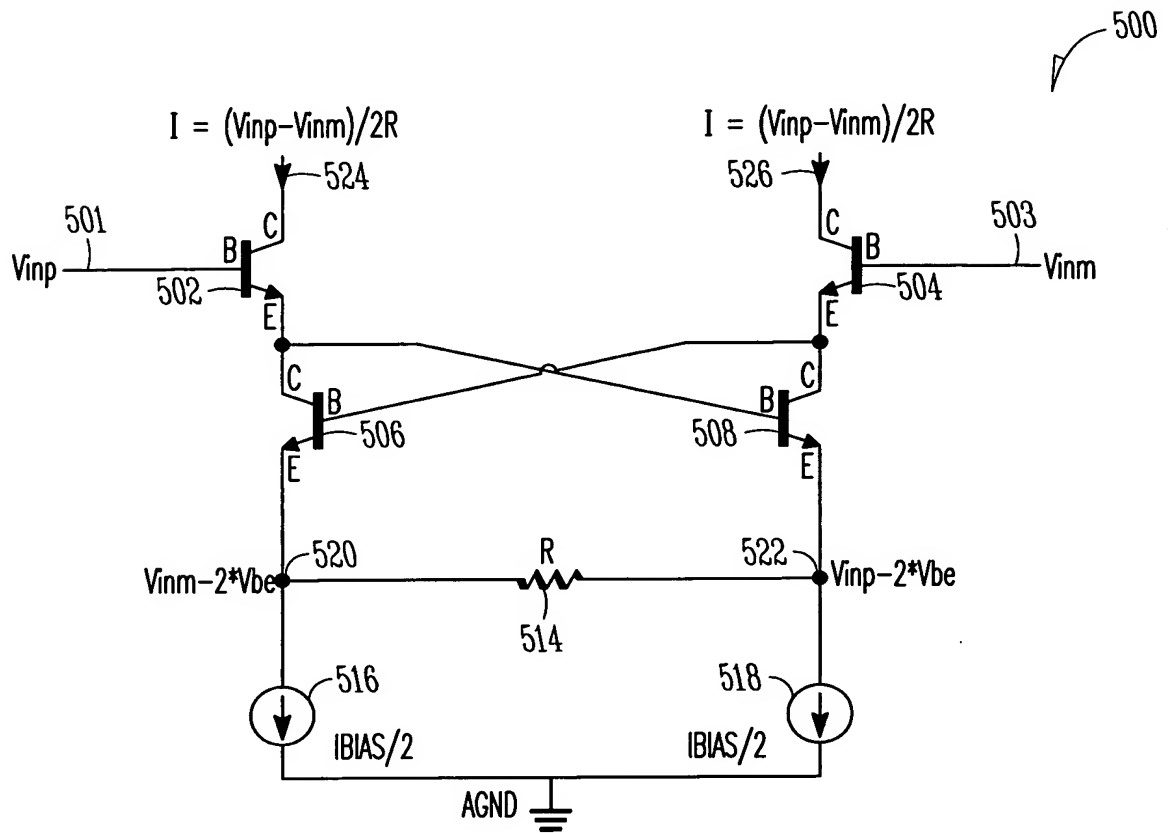 500
I = (Vinp-Vinm)/2R
I = (Vinp-Vinm)/2R
524
526
501
503
C
C
B
B
Vinp
Vinm
502
504
E
E
C
C
B
B
506
508
E
E
520
R
522
Vinm-2*Vbe
Vinp-2*Vbe
514
516
518
IBIAS/2
IBIAS/2
AGND